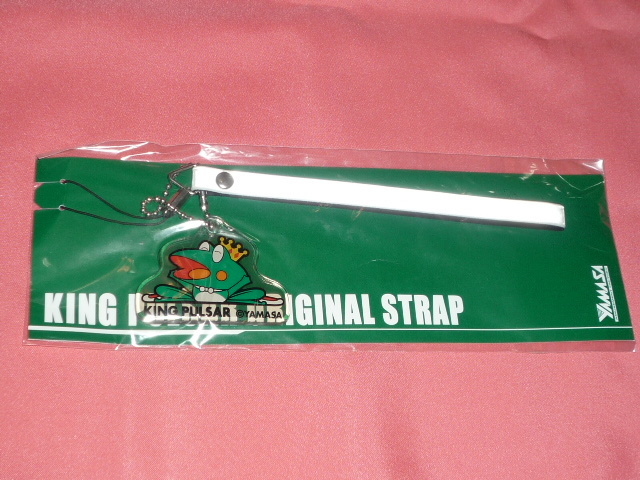 KING PULSAR ©YAMASA
KING P IGINAL STRAP
YAMASA